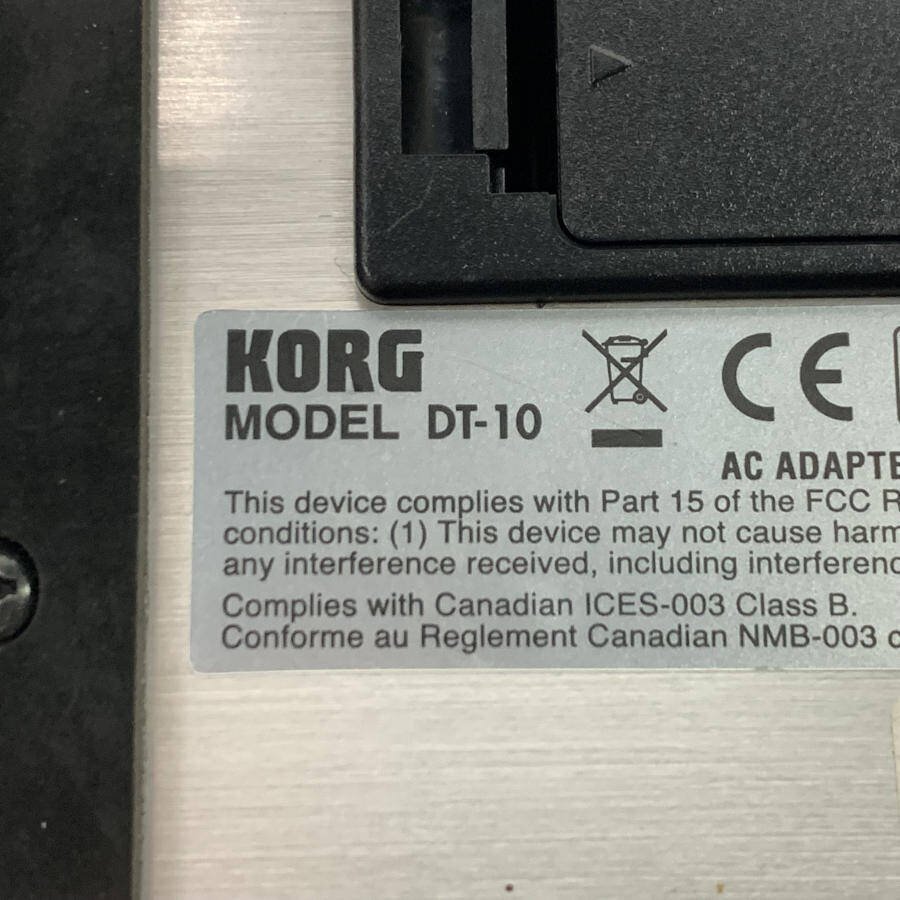 KORG
MODEL DT-10
CE
AC ADAPTE
This device complies with Part 15 of the FCC R
conditions: (1) This device may not cause harm
any interference received, including interferenc
Complies with Canadian ICES-003 Class B.
Conforme au Reglement Canadian NMB-003 c